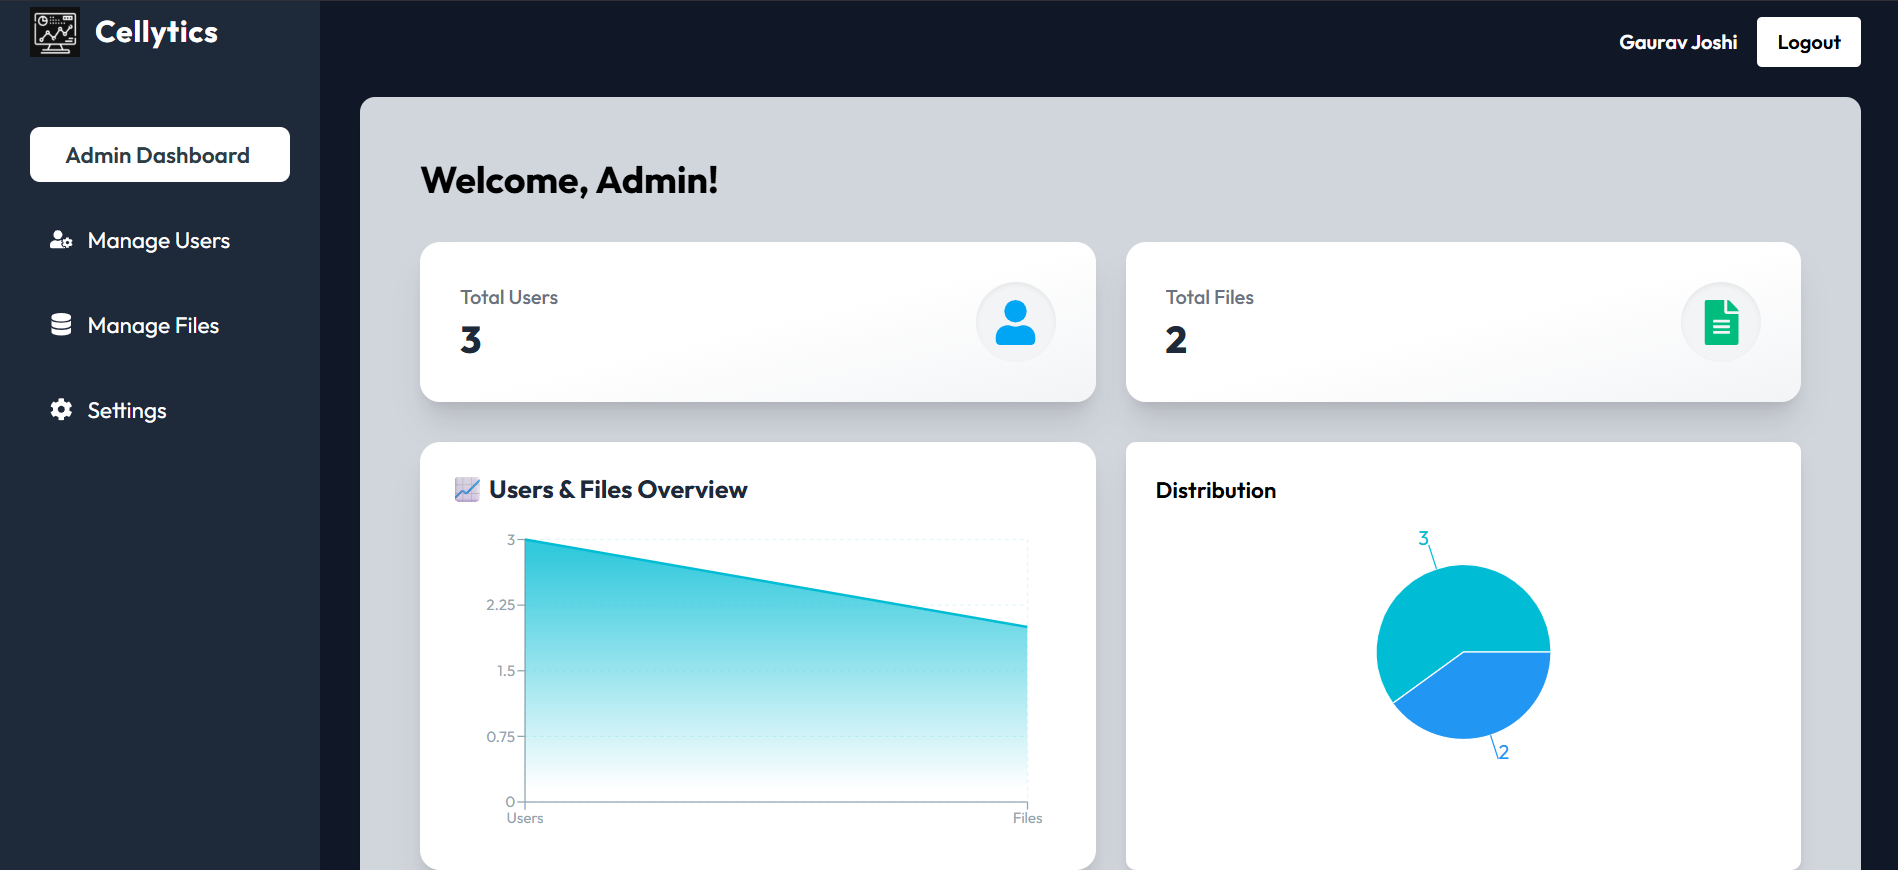 Cellytics
Gaurav Joshi
Logout
Admin Dashboard
Manage Users
Manage Files
Settings
Welcome, Admin!
Total Users
3
Total Files
2
Users & Files Overview
3
2.25
1.5
0.75
0
Users
Files
Distribution
3
2